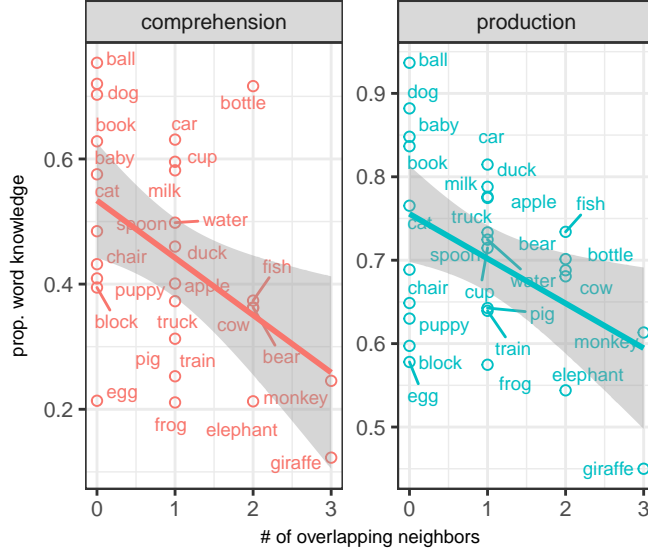 comprehension
production
prop. word knowledge
0.6
0.4
0.2
ball
dog
book
baby
cat
chair
puppy
block
egg
car
cup
milk
spoon
water
duck
apple
truck
pig
train
frog
bottle
fish
cow
bear
elephant
monkey
giraffe
0
1
2
3
0.9
0.8
0.7
0.6
0.5
ball
dog
baby
book
cat
chair
puppy
block
egg
car
duck
milk
apple
truck
spoon
water
cup
pig
train
frog
fish
bear
bottle
cow
elephant
monkey
giraffe
0
1
2
3
# of overlapping neighbors